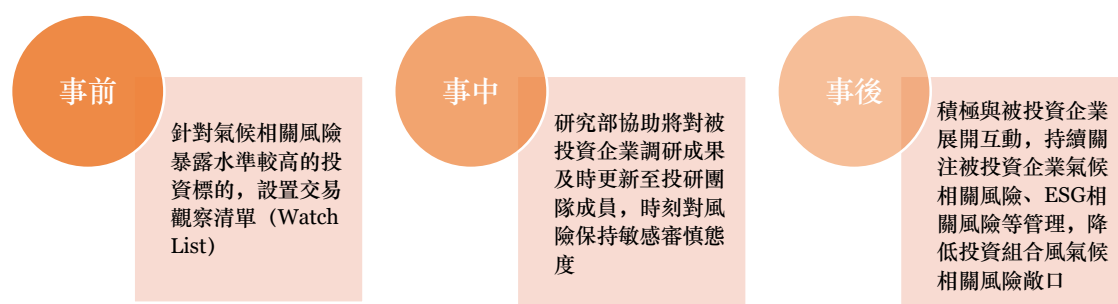 事前
針對氣候相關風險
暴露水準較高的投
資標的，設置交易
觀察清單（Watch
List）
事中
研究部協助將對被
投資企業調研成果
及時更新至投研團
隊成員，時刻對風
險保持敏感審慎態
度
事後
積極與被投資企業
展開互動，持續關
注被投資企業氣候
相關風險、ESG相
關風險等管理，降
低投資組合風氣候
相關風險敞口